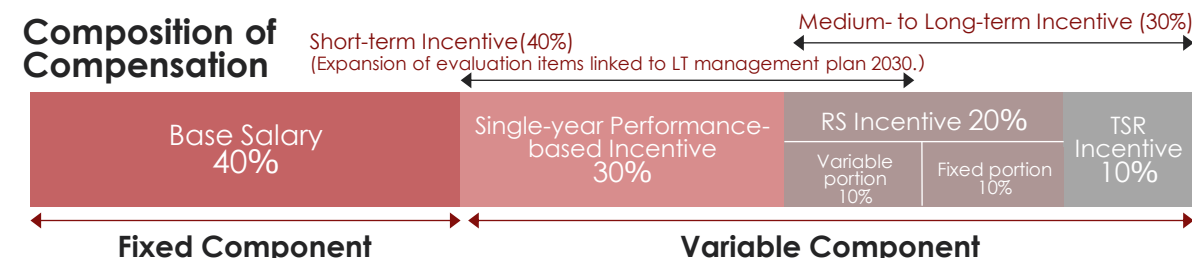 Composition of
Compensation
Short-term Incentive(40%)
(Expansion of evaluation items linked to LT management plan 2030.)
Medium- to Long-term Incentive (30%)
Base Salary
40%
Single-year Performance-
based Incentive
30%
RS Incentive 20%
Variable
portion
10%
Fixed portion
10%
TSR
Incentive
10%
Fixed Component
Variable Component